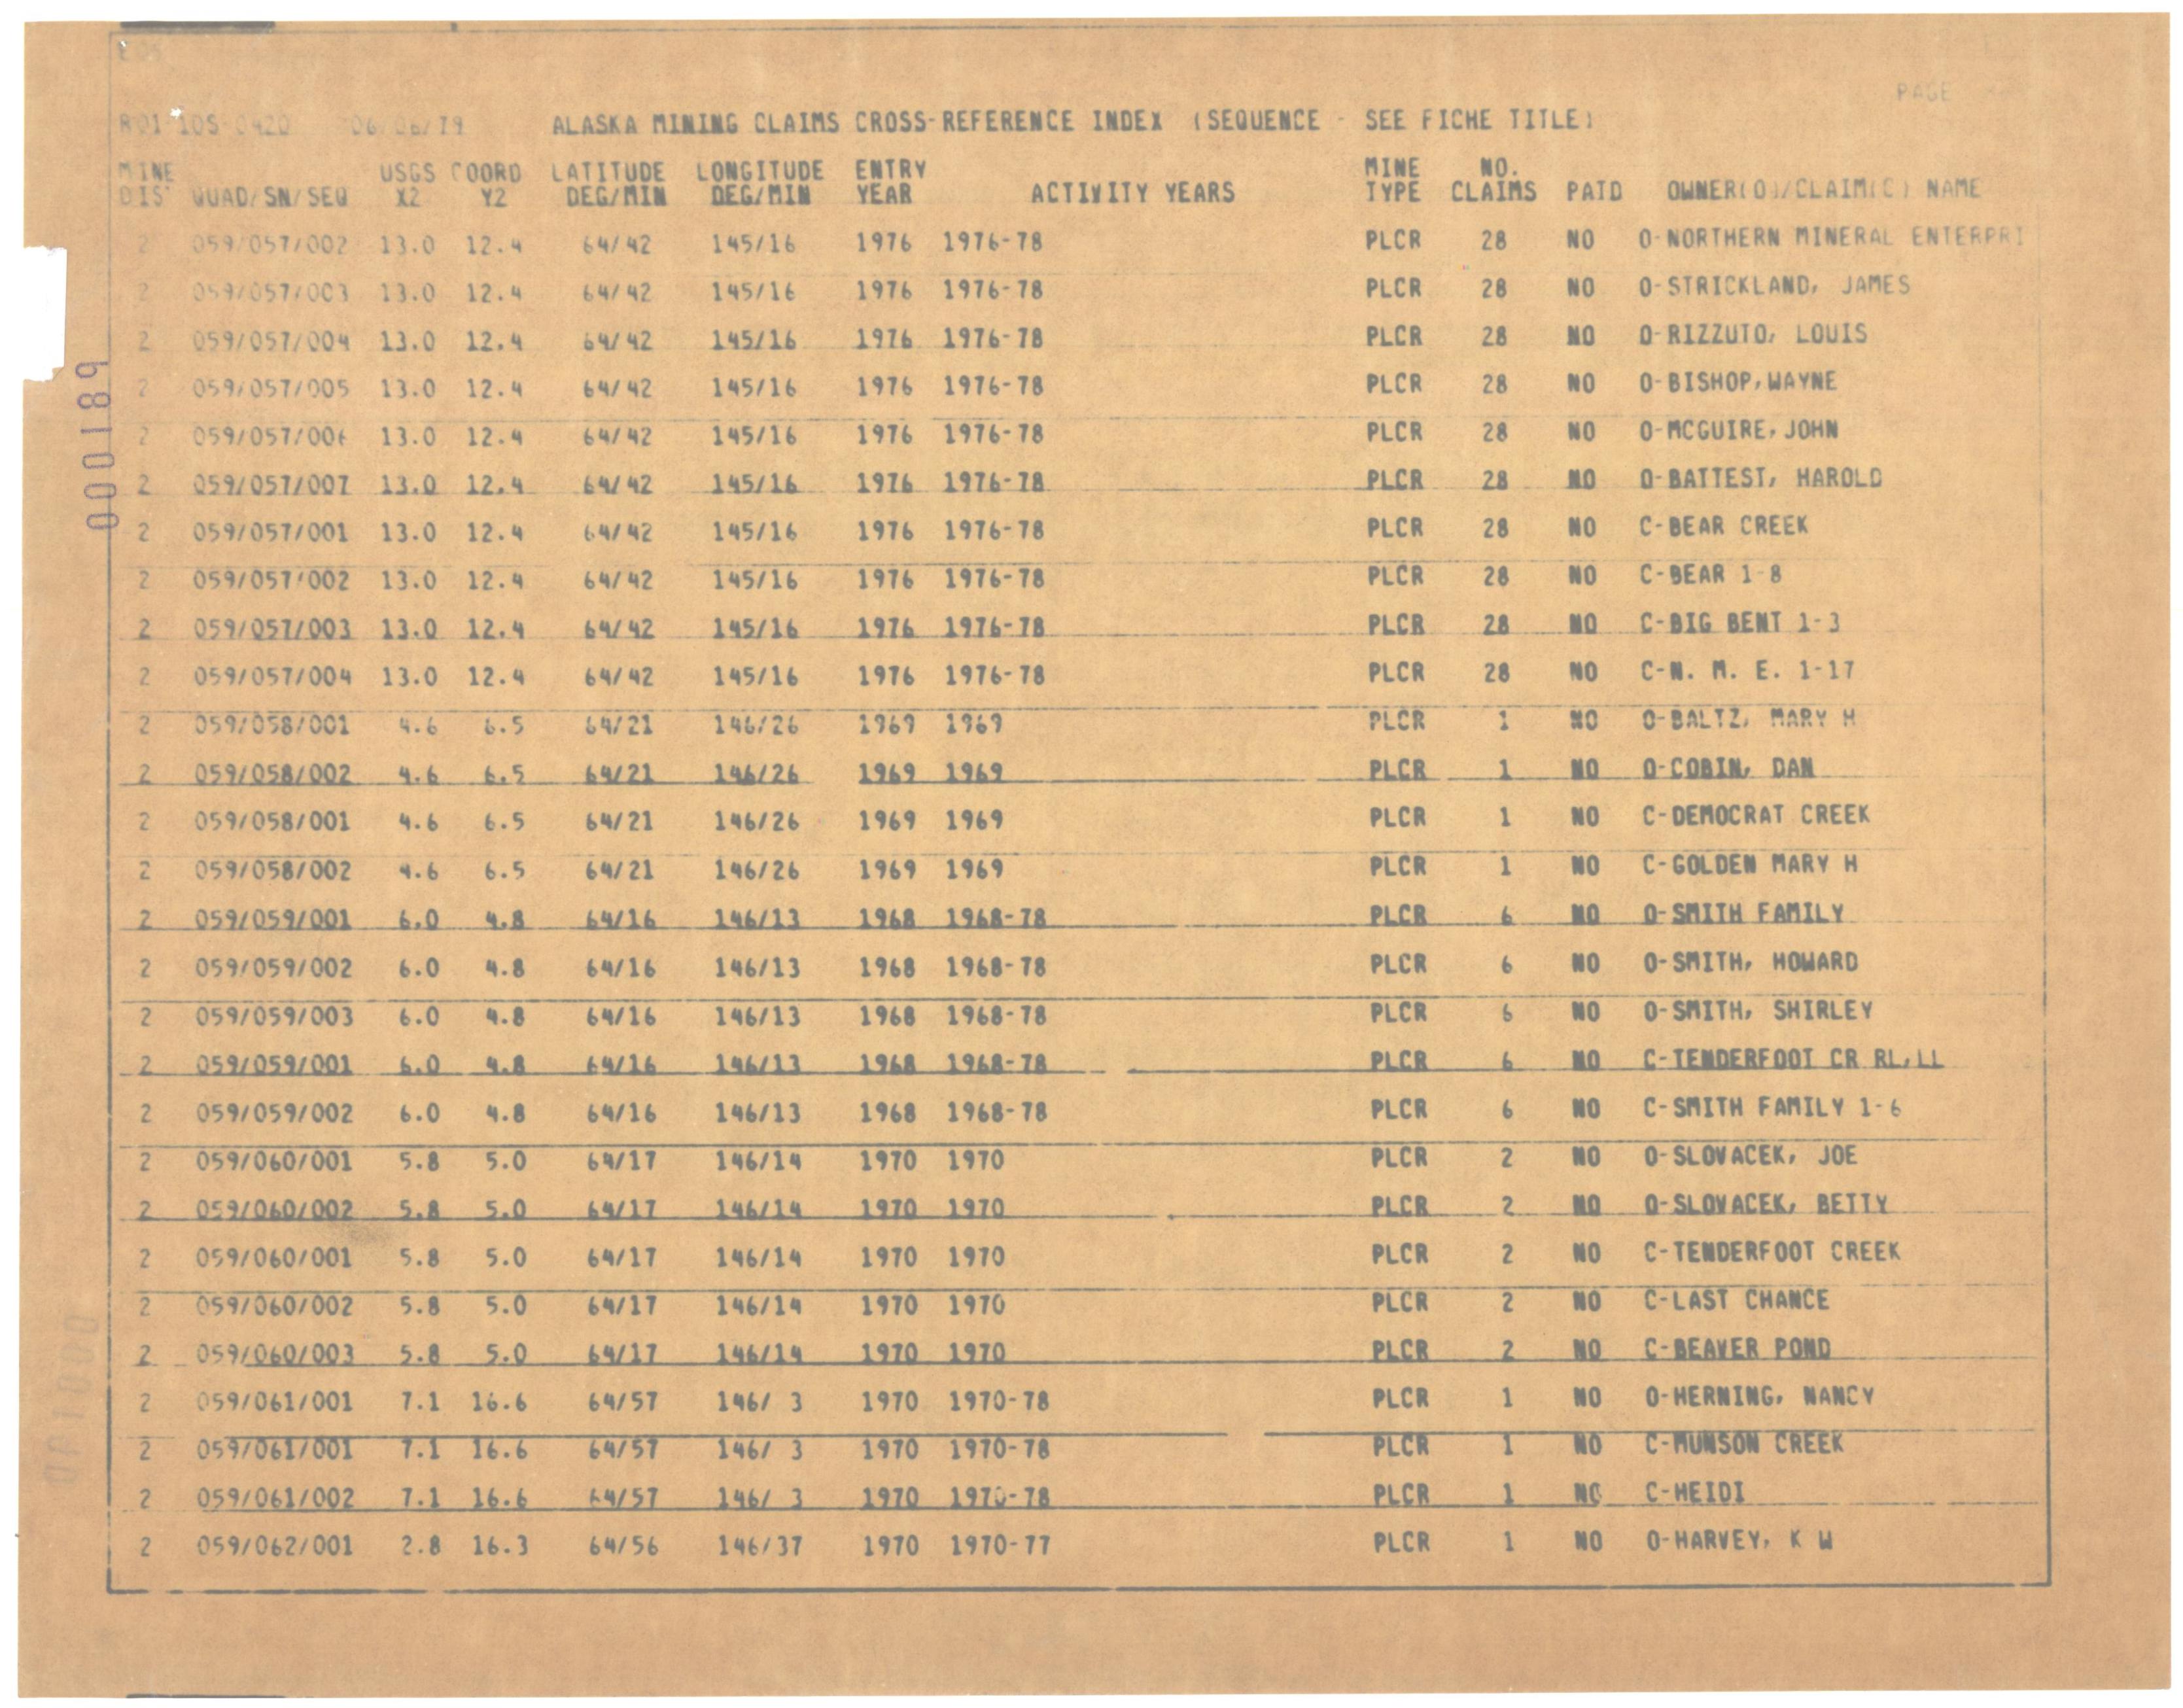 PAGE
06/06/79 ALASKA MINING CLAIMS CROSS-REFERENCE INDEX (SEQUENCE - SEE FICHE TITLE)
MINE USGS COORD LATITUDE LONGITUDE ENTRY MINE NO.
DIST QUAD/SN/SEQ X2 Y2 DEG/MIN DEG/MIN YEAR ACTIVITY YEARS TYPE CLAIMS PATD OWNER(O)/CLAIM(C) NAME
2 059/057/002 13.0 12.4 64/42 145/16 1976 1976-78 PLCR 28 NO O-NORTHERN MINERAL ENTERPRI
2 059/057/003 13.0 12.4 64/42 145/16 1976 1976-78 PLCR 28 NO O-STRICKLAND, JAMES
2 059/057/004 13.0 12.4 64/42 145/16 1976 1976-78 PLCR 28 NO O-RIZZUTO, LOUIS
2 059/057/005 13.0 12.4 64/42 145/16 1976 1976-78 PLCR 28 NO O-BISHOP,WAYNE
2 059/057/006 13.0 12.4 64/42 145/16 1976 1976-78 PLCR 28 NO O-MCGUIRE,JOHN
2 059/057/007 13.0 12.4 64/42 145/16 1976 1976-78 PLCR 28 NO O-BATTEST, HAROLD
2 059/057/001 13.0 12.4 64/42 145/16 1976 1976-78 PLCR 28 NO C-BEAR CREEK
2 059/057/002 13.0 12.4 64/42 145/16 1976 1976-78 PLCR 28 NO C-BEAR 1-8
2 059/057/003 13.0 12.4 64/42 145/16 1976 1976-78 PLCR 28 NO C-BIG BENT 1-3
2 059/057/004 13.0 12.4 64/42 145/16 1976 1976-78 PLCR 28 NO C-N. M. E. 1-17
2 059/058/001 4.6 6.5 64/21 146/26 1969 1969 PLCR 1 NO O-BALTZ, MARY H
2 059/058/002 4.6 6.5 64/21 146/26 1969 1969 PLCR 1 NO O-COBIN, DAN
2 059/058/001 4.6 6.5 64/21 146/26 1969 1969 PLCR 1 NO C-DEMOCRAT CREEK
2 059/058/002 4.6 6.5 64/21 146/26 1969 1969 PLCR 1 NO C-GOLDEN MARY H
2 059/059/001 6.0 4.8 64/16 146/13 1968 1968-78 PLCR 6 NO O-SMITH FAMILY
2 059/059/002 6.0 4.8 64/16 146/13 1968 1968-78 PLCR 6 NO O-SMITH, HOWARD
2 059/059/003 6.0 4.8 64/16 146/13 1968 1968-78 PLCR 6 NO O-SMITH, SHIRLEY
2 059/059/001 6.0 4.8 64/16 146/13 1968 1968-78 PLCR 6 NO C-TENDERFOOT CR RL,LL
2 059/059/002 6.0 4.8 64/16 146/13 1968 1968-78 PLCR 6 NO C-SMITH FAMILY 1-6
2 059/060/001 5.8 5.0 64/17 146/14 1970 1970 PLCR 2 NO O-SLOVACEK, JOE
2 059/060/002 5.8 5.0 64/17 146/14 1970 1970 PLCR 2 NO O-SLOVACEK, BETTY
2 059/060/001 5.8 5.0 64/17 146/14 1970 1970 PLCR 2 NO C-TENDERFOOT CREEK
2 059/060/002 5.8 5.0 64/17 146/14 1970 1970 PLCR 2 NO C-LAST CHANCE
2 059/060/003 5.8 5.0 64/17 146/14 1970 1970 PLCR 2 NO C-BEAVER POND
2 059/061/001 7.1 16.6 64/57 146/ 3 1970 1970-78 PLCR 1 NO O-HERNING, NANCY
2 059/061/001 7.1 16.6 64/57 146/ 3 1970 1970-78 PLCR 1 NO C-MUNSON CREEK
2 059/061/002 7.1 16.6 64/57 146/ 3 1970 1970-78 PLCR 1 NO C-HEIDI
2 059/062/001 2.8 16.3 64/56 146/37 1970 1970-77 PLCR 1 NO O-HARVEY, K W
000189